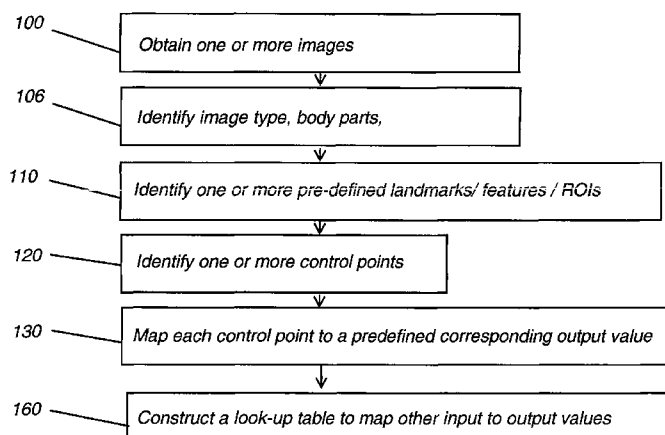 100
Obtain one or more images
106
Identify image type, body parts,
110
Identify one or more pre-defined landmarks/ features / ROIs
120
Identify one or more control points
130
Map each control point to a predefined corresponding output value
160
Construct a look-up table to map other input to output values